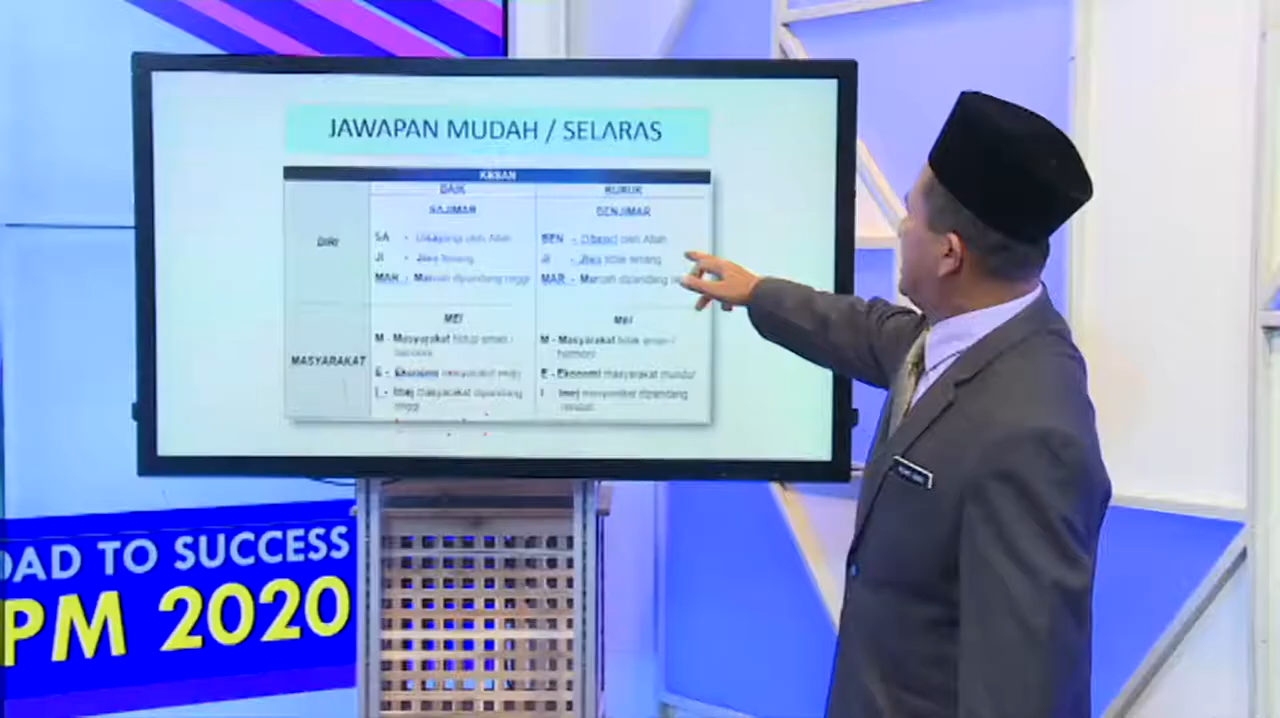 JAWAPAN MUDAH / SELARAS
KESAN
BAIK
BURUK
DIRI
SAJIMAR
BENJIMAR
SA - Disayangi oleh Allah
JI - Jiwa tenang
MAR - Maruah dipandang tinggi
BEN - Dibenci oleh Allah
JI - Jiwa tidak tenang
MAR - Maruah dipandang
MASYARAKAT
MEI
MEI
M - Masyarakat hidup aman /
harmoni
E - Ekonomi masyarakat maju
I - Imej masyarakat dipandang
tinggi
M - Masyarakat tidak aman /
harmoni
E - Ekonomi masyarakat mundur
I Imej masyarakat dipandang
rendah
OAD TO SUCCESS
PM 2020